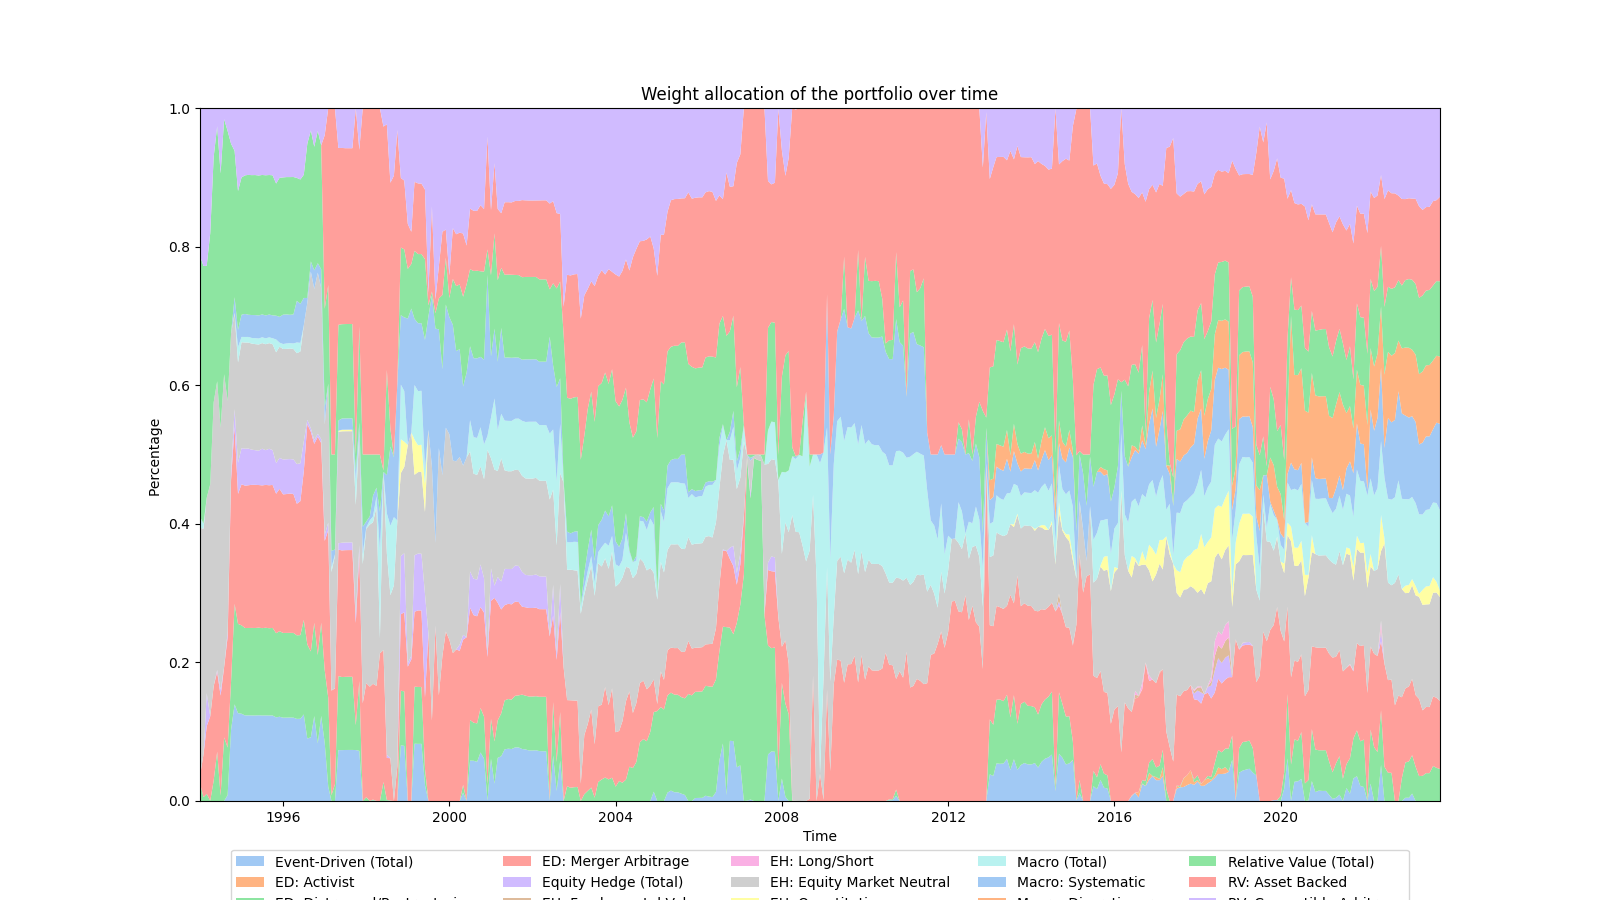 Weight allocation of the portfolio over time
1.0
0.8
0.6
0.4
0.2
0.0
Percentage
1996 2000 2004 2008 2012 2016 2020
Time
Event-Driven (Total) ED: Merger Arbitrage EH: Long/Short Macro (Total) Relative Value (Total)
ED: Activist Equity Hedge (Total) EH: Equity Market Neutral Macro: Systematic RV: Asset Backed